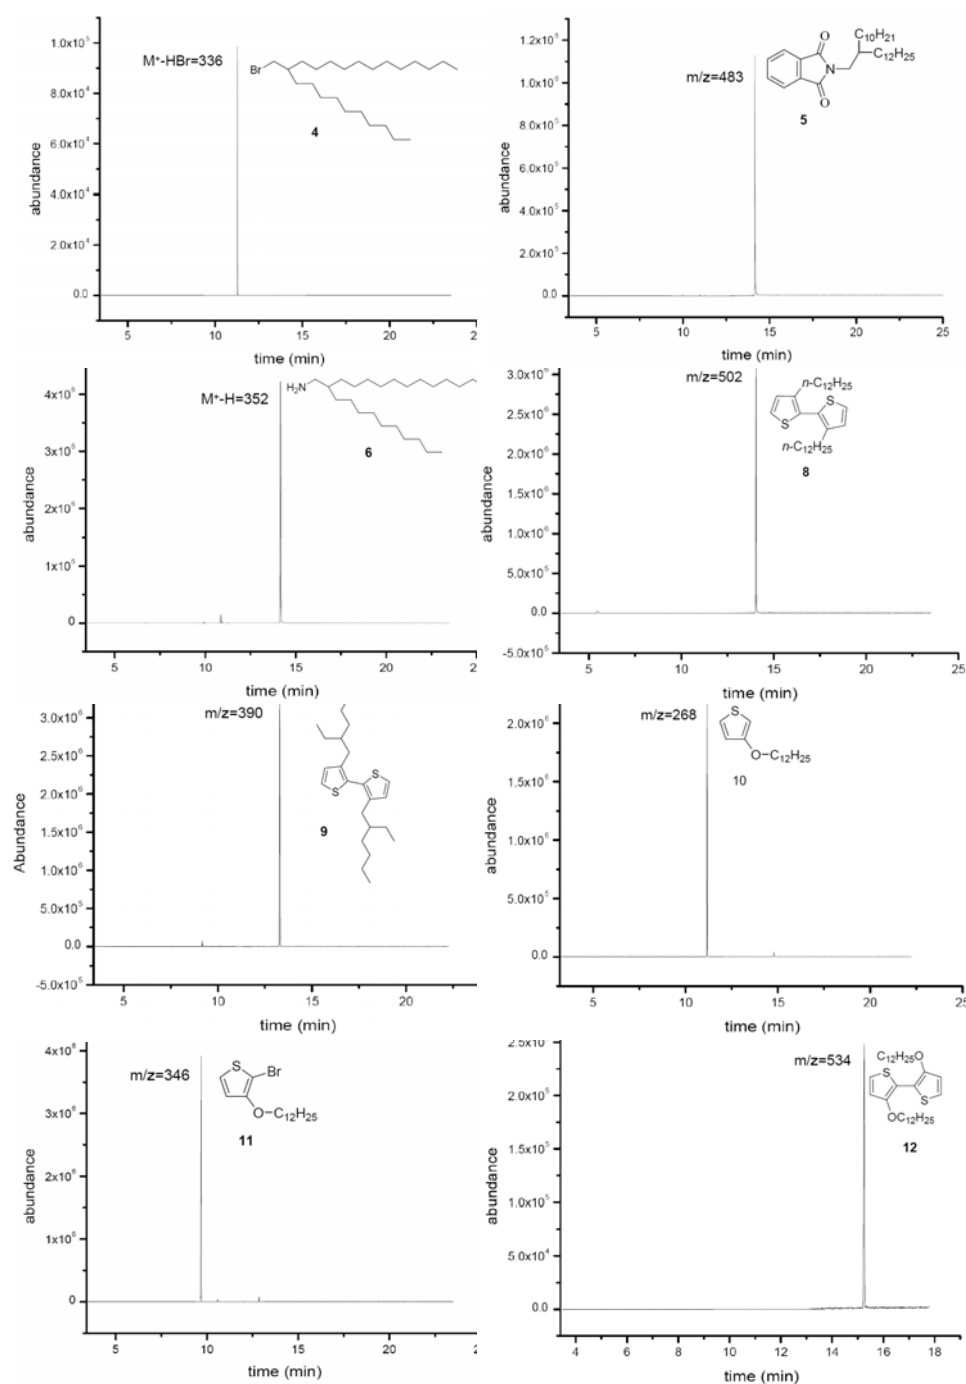 1.0x10⁵
8.0x10⁴
6.0x10⁴
4.0x10⁴
2.0x10⁴
0.0
abundance
M⁺-HBr=336
Br
4
5
10
15
20
2
time (min)
1.2x10⁶
1.0x10⁶
8.0x10⁵
6.0x10⁵
4.0x10⁵
2.0x10⁵
0.0
abundance
m/z=483
O
N
O
C₁₀H₂₁
C₁₂H₂₅
5
5
10
15
20
25
time (min)
4x10⁶
3x10⁶
2x10⁶
1x10⁶
0
abundance
M⁺-H=352
H₂N
6
5
10
15
20
2
time (min)
3.0x10⁶
2.5x10⁶
2.0x10⁶
1.5x10⁶
1.0x10⁶
5.0x10⁵
0.0
-5.0x10⁵
abundance
m/z=502
n-C₁₂H₂₅
S
S
n-C₁₂H₂₅
8
5
10
15
20
25
time (min)
3.0x10⁶
2.5x10⁶
2.0x10⁶
1.5x10⁶
1.0x10⁶
5.0x10⁵
0.0
-5.0x10⁵
Abundance
m/z=390
S
S
9
5
10
15
20
time (min)
2.0x10⁶
1.5x10⁶
1.0x10⁶
5.0x10⁵
0.0
abundance
m/z=268
S
O-C₁₂H₂₅
10
5
10
15
20
25
time (min)
4x10⁶
3x10⁶
2x10⁶
1x10⁶
0
abundance
m/z=346
S
Br
O-C₁₂H₂₅
11
5
10
15
20
time (min)
2.5x10⁵
2.0x10⁵
1.5x10⁵
1.0x10⁵
5.0x10⁴
0.0
abundance
m/z=534
C₁₂H₂₅O
S
S
OC₁₂H₂₅
12
4
6
8
10
12
14
16
18
time (min)